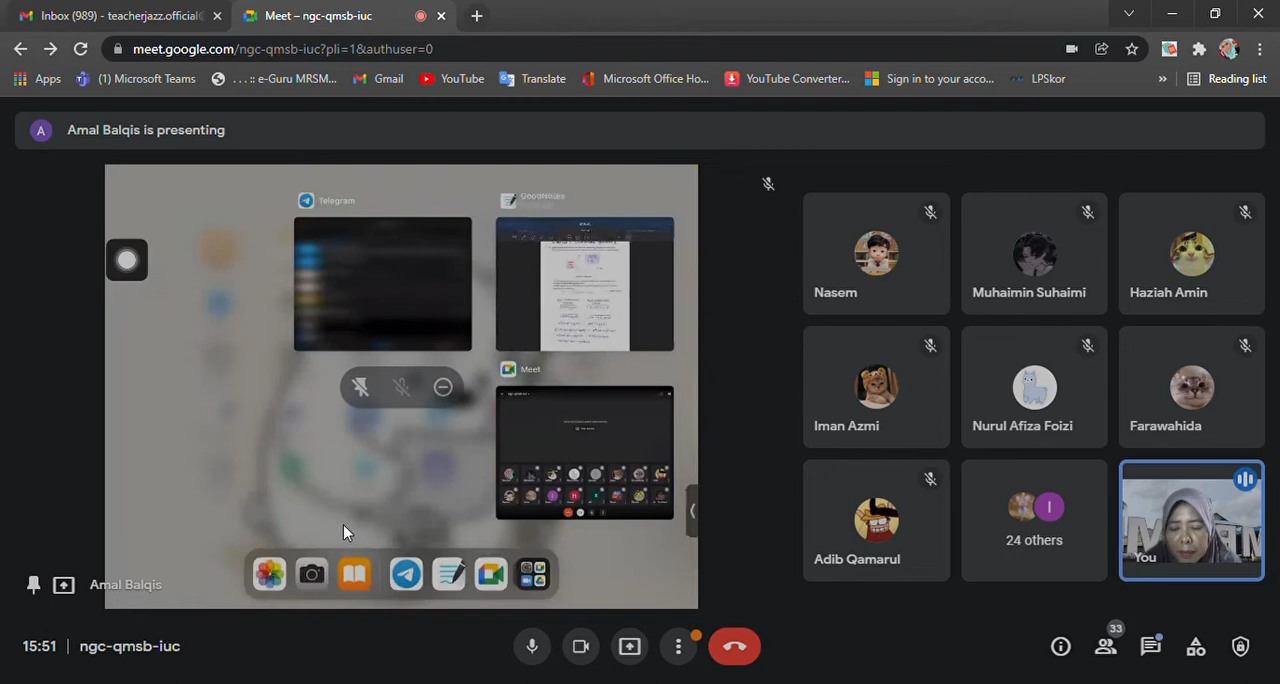 Inbox (989) - teacherjazz.official
Meet – ngc-qmsb-iuc
meet.google.com/ngc-qmsb-iuc?pli=1&authuser=0
Apps
(1) Microsoft Teams
. . . :: e-Guru MRSM...
Gmail
YouTube
Translate
Microsoft Office Ho...
YouTube Converter...
Sign in to your acco...
LPSkor
»
Reading list
A
Amal Balqis is presenting
Telegram
GoodNotes
Meet
Nasem
Muhaimin Suhaimi
Haziah Amin
Iman Azmi
Nurul Afiza Foizi
Farawahida
Adib Qamarul
I
24 others
You
Amal Balqis
15:51
ngc-qmsb-iuc
33